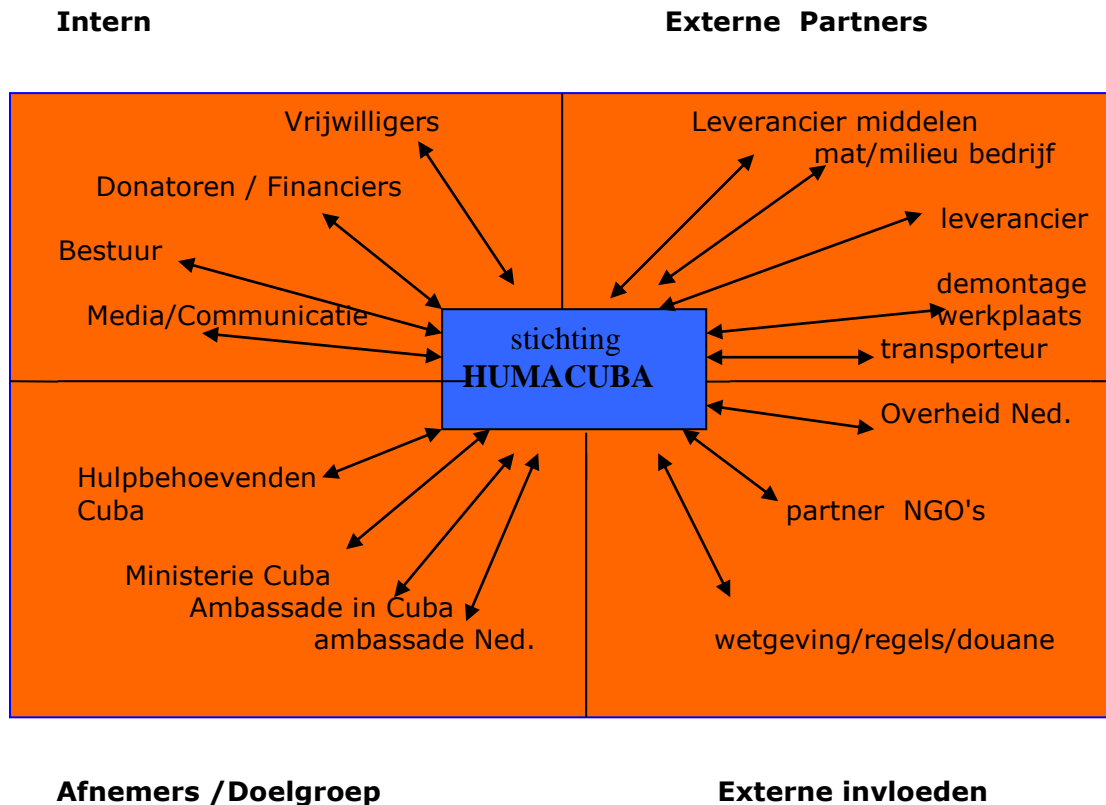 Intern
Externe Partners
Vrijwilligers
Leverancier middelen
mat/milieu bedrijf
Donatoren / Financiers
leverancier
Bestuur
demontage
werkplaats
Media/Communicatie
transporteur
stichting
HUMACUBA
Overheid Ned.
Hulpbehoevenden
Cuba
partner NGO's
Ministerie Cuba
Ambassade in Cuba
ambassade Ned.
wetgeving/regels/douane
Afnemers /Doelgroep
Externe invloeden